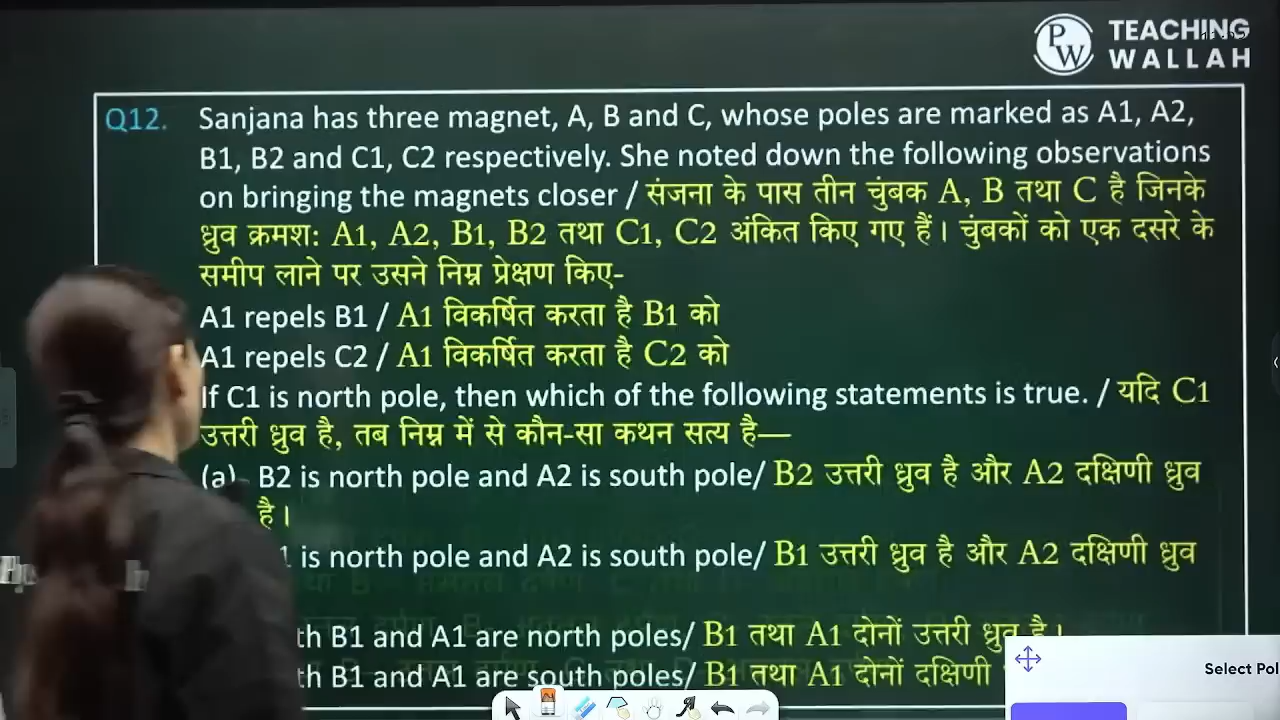 PW TEACHING
WALLAH
Q12. Sanjana has three magnet, A, B and C, whose poles are marked as A1, A2,
B1, B2 and C1, C2 respectively. She noted down the following observations
on bringing the magnets closer / संजना के पास तीन चुंबक A, B तथा C है जिनके
ध्रुव क्रमश: A1, A2, B1, B2 तथा C1, C2 अंकित किए गए हैं। चुंबकों को एक दसरे के
समीप लाने पर उसने निम्न प्रेक्षण किए-
A1 repels B1 / A1 विकर्षित करता है B1 को
A1 repels C2 / A1 विकर्षित करता है C2 को
If C1 is north pole, then which of the following statements is true. / यदि C1
उत्तरी ध्रुव है, तब निम्न में से कौन-सा कथन सत्य है—
(a) B2 is north pole and A2 is south pole/ B2 उत्तरी ध्रुव है और A2 दक्षिणी ध्रुव
है।
is north pole and A2 is south pole/ B1 उत्तरी ध्रुव है और A2 दक्षिणी ध्रुव
B1 and A1 are north poles/ B1 तथा A1 दोनों उत्तरी ध्रुव है।
B1 and A1 are south poles/ B1 तथा A1 दोनों दक्षिणी
Select Pol